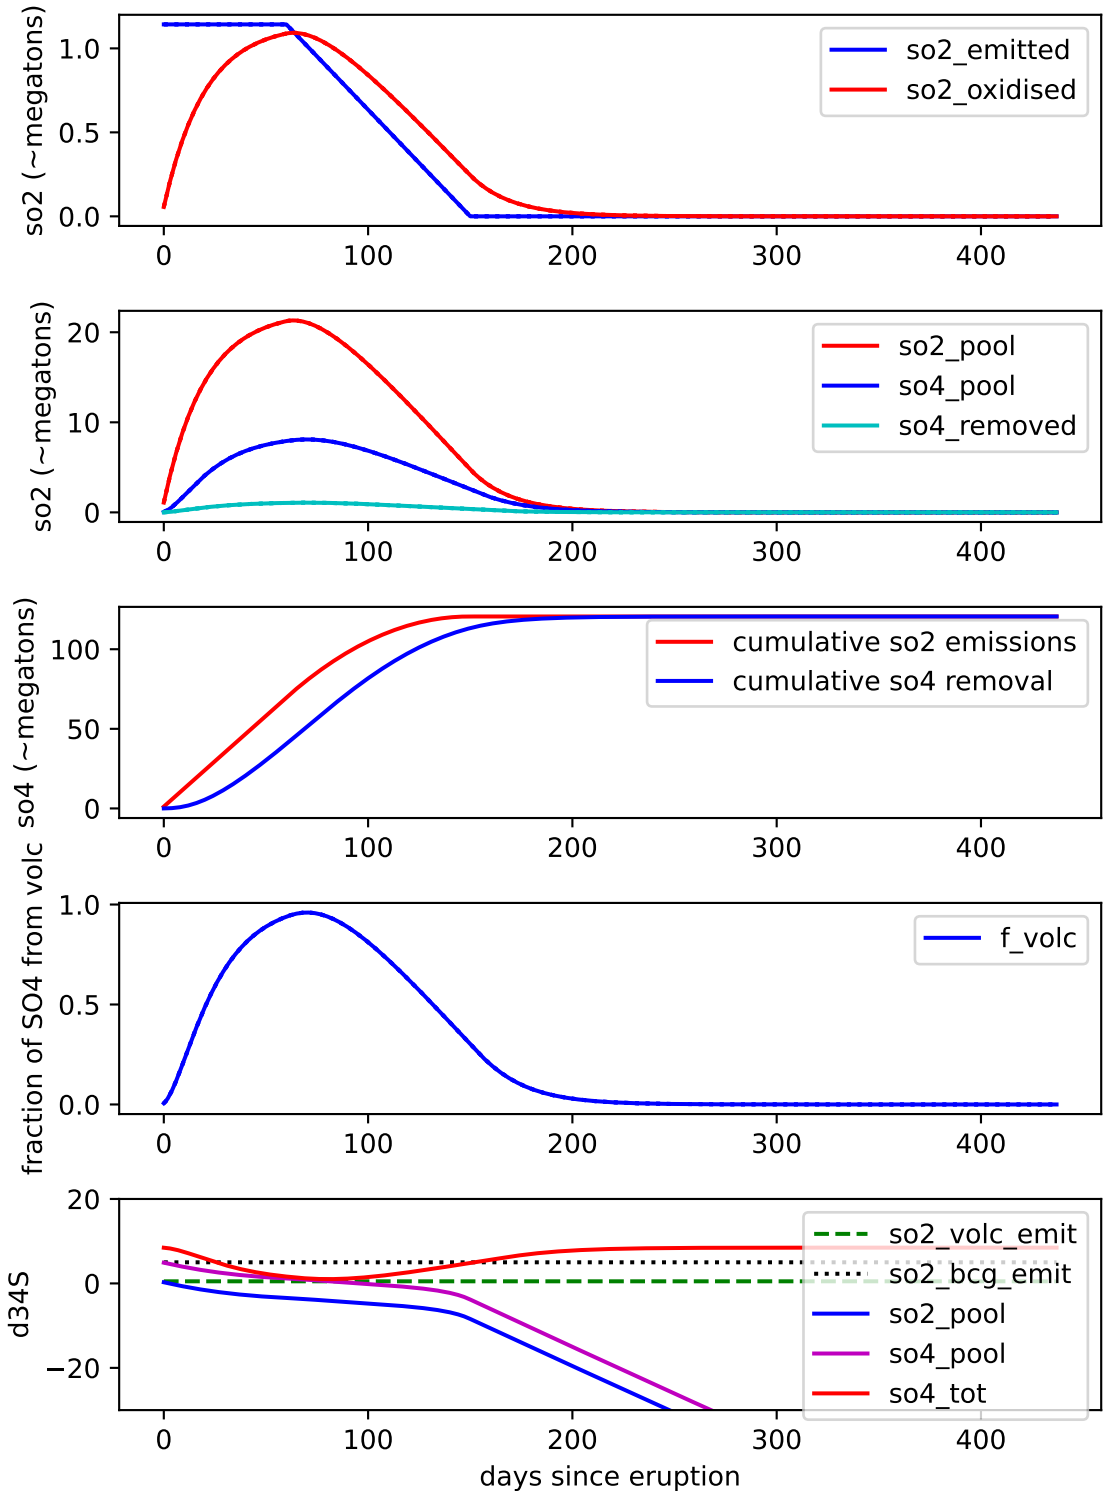 so2 (~megatons)
1.0
0.5
0.0
so2_emitted
so2_oxidised
0 100 200 300 400
so2 (~megatons)
20
10
0
so2_pool
so4_pool
so4_removed
0 100 200 300 400
so4 (~megatons)
100
50
0
cumulative so2 emissions
cumulative so4 removal
0 100 200 300 400
fraction of SO4 from volc
1.0
0.5
0.0
f_volc
0 100 200 300 400
d34S
20
0
−20
so2_volc_emit
so2_bcg_emit
so2_pool
so4_pool
so4_tot
0 100 200 300 400
days since eruption